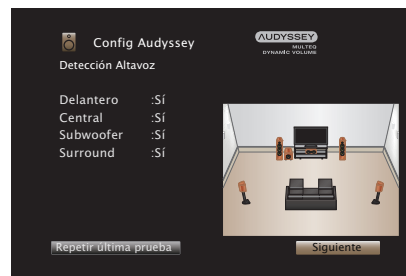 Config Audyssey
AUDYSSEY
MULTEQ
DYNAMIC VOLUME
Detección Altavoz
Delantero :Sí
Central :Sí
Subwoofer :Sí
Surround :Sí
Repetir última prueba
Siguiente